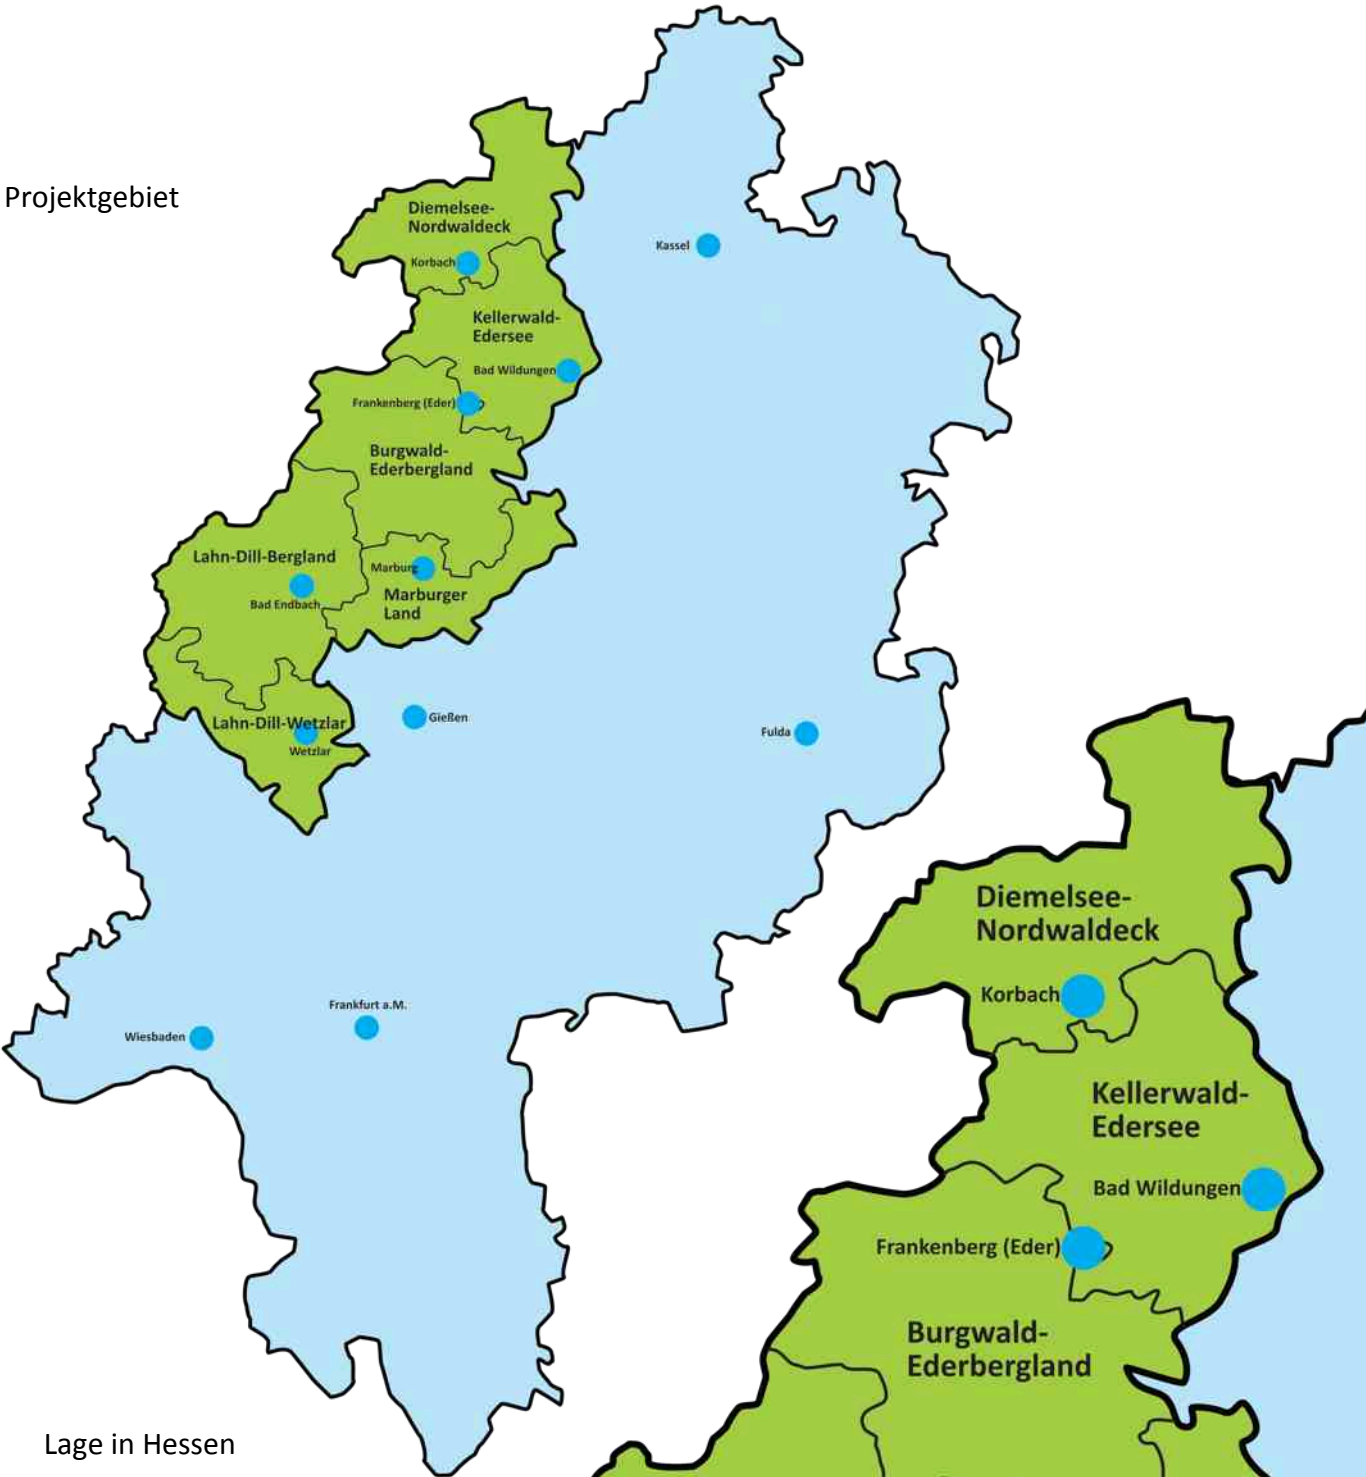 Projektgebiet
Diemelsee-
Nordwaldeck
Korbach
Kassel
Kellerwald-
Edersee
Bad Wildungen
Frankenberg (Eder)
Burgwald-
Ederbergland
Lahn-Dill-Bergland
Bad Endbach
Marburg
Marburger
Land
Lahn-Dill-Wetzlar
Wetzlar
Gießen
Fulda
Frankfurt a.M.
Wiesbaden
Diemelsee-
Nordwaldeck
Korbach
Kellerwald-
Edersee
Bad Wildungen
Frankenberg (Eder)
Burgwald-
Ederbergland
Lage in Hessen